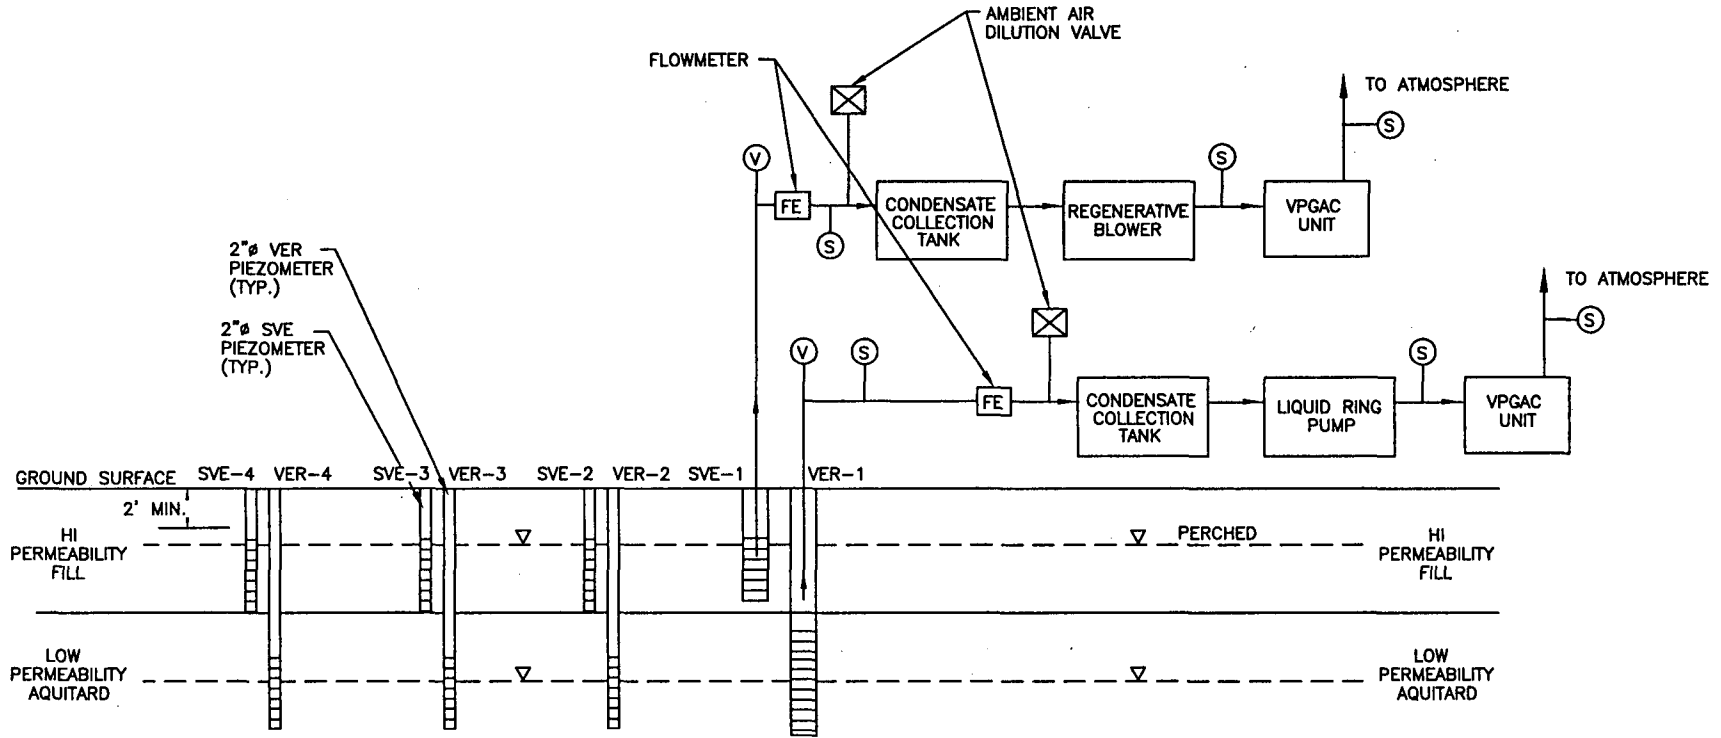 AMBIENT AIR
DILUTION VALVE
FLOWMETER
TO ATMOSPHERE
S
V
S
FE
CONDENSATE
COLLECTION
TANK
REGENERATIVE
BLOWER
VPGAC
UNIT
S
2"ø VER
PIEZOMETER
(TYP.)
TO ATMOSPHERE
S
2"ø SVE
PIEZOMETER
(TYP.)
V
S
S
FE
CONDENSATE
COLLECTION
TANK
LIQUID RING
PUMP
VPGAC
UNIT
GROUND SURFACE
SVE-4
VER-4
SVE-3
VER-3
SVE-2
VER-2
SVE-1
VER-1
2' MIN.
HI
PERMEABILITY
FILL
PERCHED
HI
PERMEABILITY
FILL
LOW
PERMEABILITY
AQUITARD
LOW
PERMEABILITY
AQUITARD